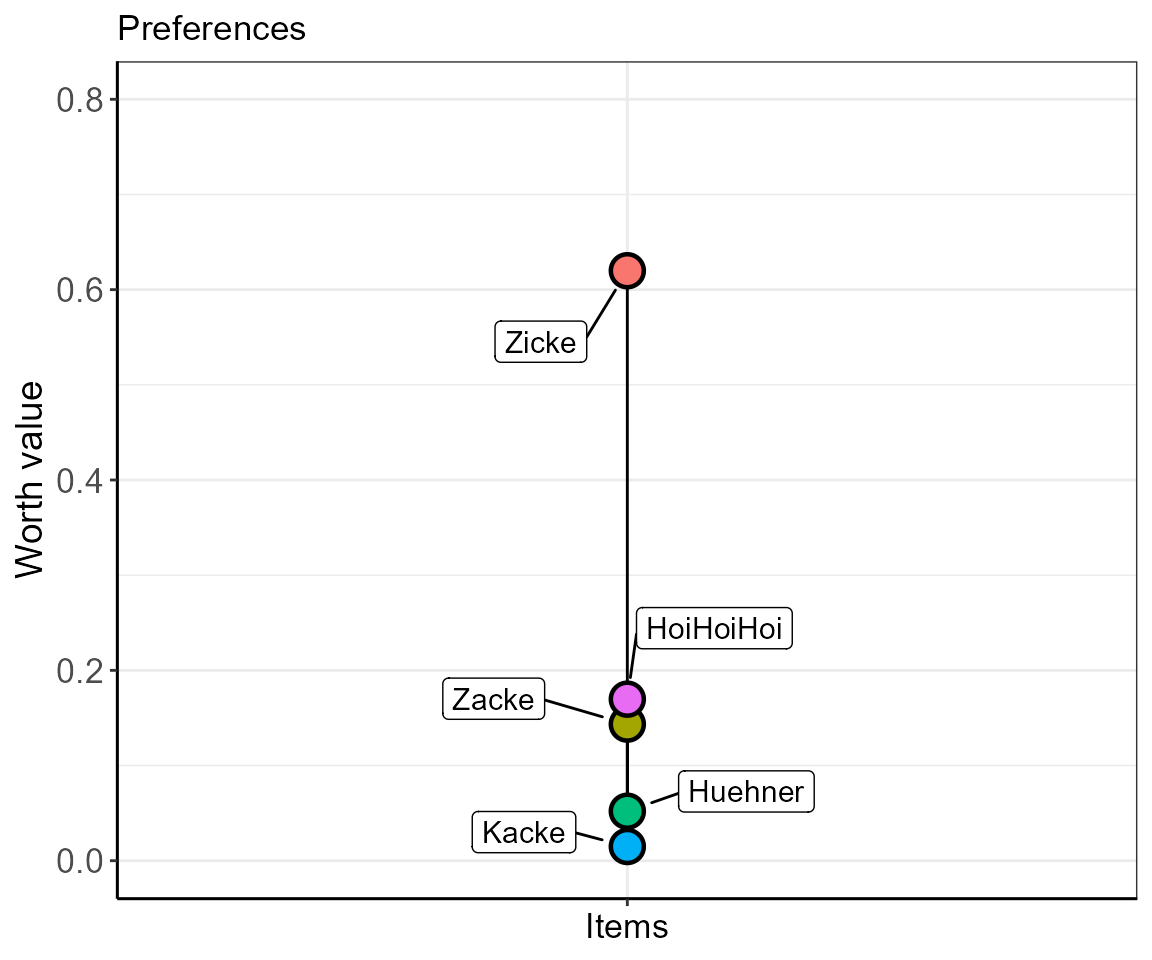 Preferences
Worth value
0.8
0.6
0.4
0.2
0.0
Zicke
HoiHoiHoi
Zacke
Huehner
Kacke
Items